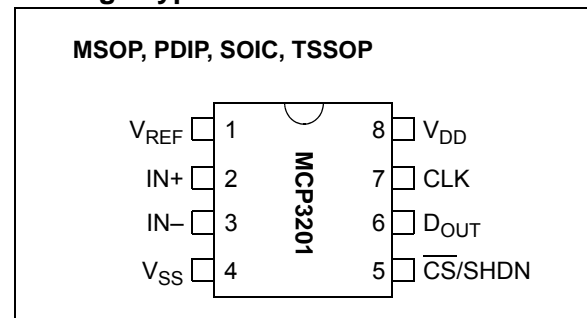 MSOP, PDIP, SOIC, TSSOP
VREF 1 8 VDD
IN+ 2 7 CLK
IN– 3 6 DOUT
VSS 4 5 CS/SHDN
MCP3201